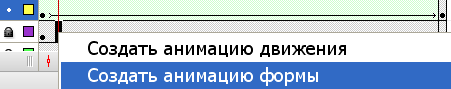 Создать анимацию движения
Создать анимацию формы